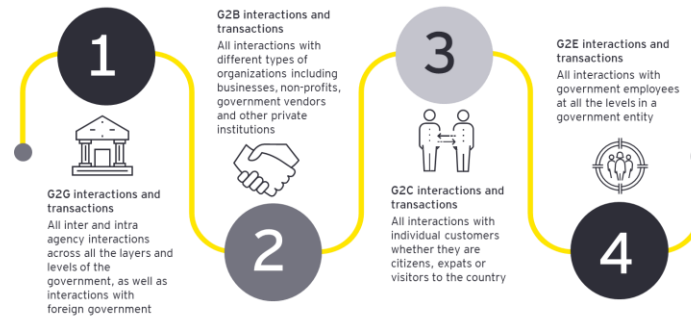 1
G2G interactions and
transactions
All inter and intra
agency interactions
across all the layers and
levels of the
government, as well as
interactions with
foreign government
G2B interactions and
transactions
All interactions with
different types of
organizations including
businesses, non-profits,
government vendors
and other private
institutions
2
3
G2C interactions and
transactions
All interactions with
individual customers
whether they are
citizens, expats or
visitors to the country
G2E interactions and
transactions
All interactions with
government employees
at all the levels in a
government entity
4